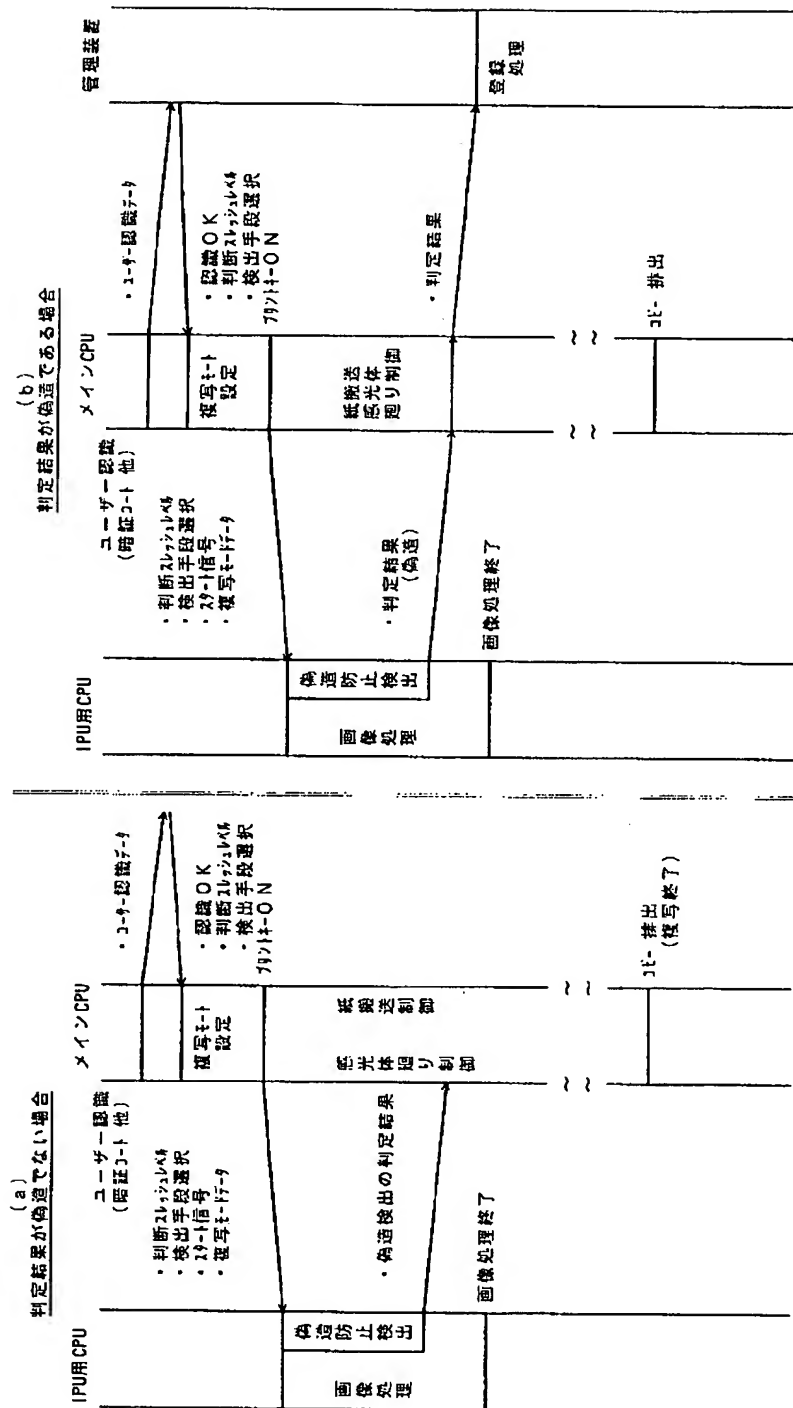 (a)
判定結果が偽造でない場合
IPU用CPU
メインCPU
ユーザー認識
(暗証コード 他)
・ユーザー認識データ
・判断スレッシュレベル
・検出手段選択
・スタート信号
・複写モードデータ
複写モード
設定
・認識OK
・判断スレッシュレベル
・検出手段選択
プリントキーON
偽造防止検出
画像処理
・偽造検出の判定結果
感光体廻り制御
紙搬送制御
画像処理終了
コピー排出
(複写終了)
(b)
判定結果が偽造である場合
IPU用CPU
メインCPU
管理装置
ユーザー認識
(暗証コード 他)
・ユーザー認識データ
・判断スレッシュレベル
・検出手段選択
・スタート信号
・複写モードデータ
複写モード
設定
・認識OK
・判断スレッシュレベル
・検出手段選択
プリントキーON
偽造防止検出
画像処理
・判定結果
(偽造)
紙搬送
感光体
廻り制御
・判定結果
登録
処理
画像処理終了
コピー排出